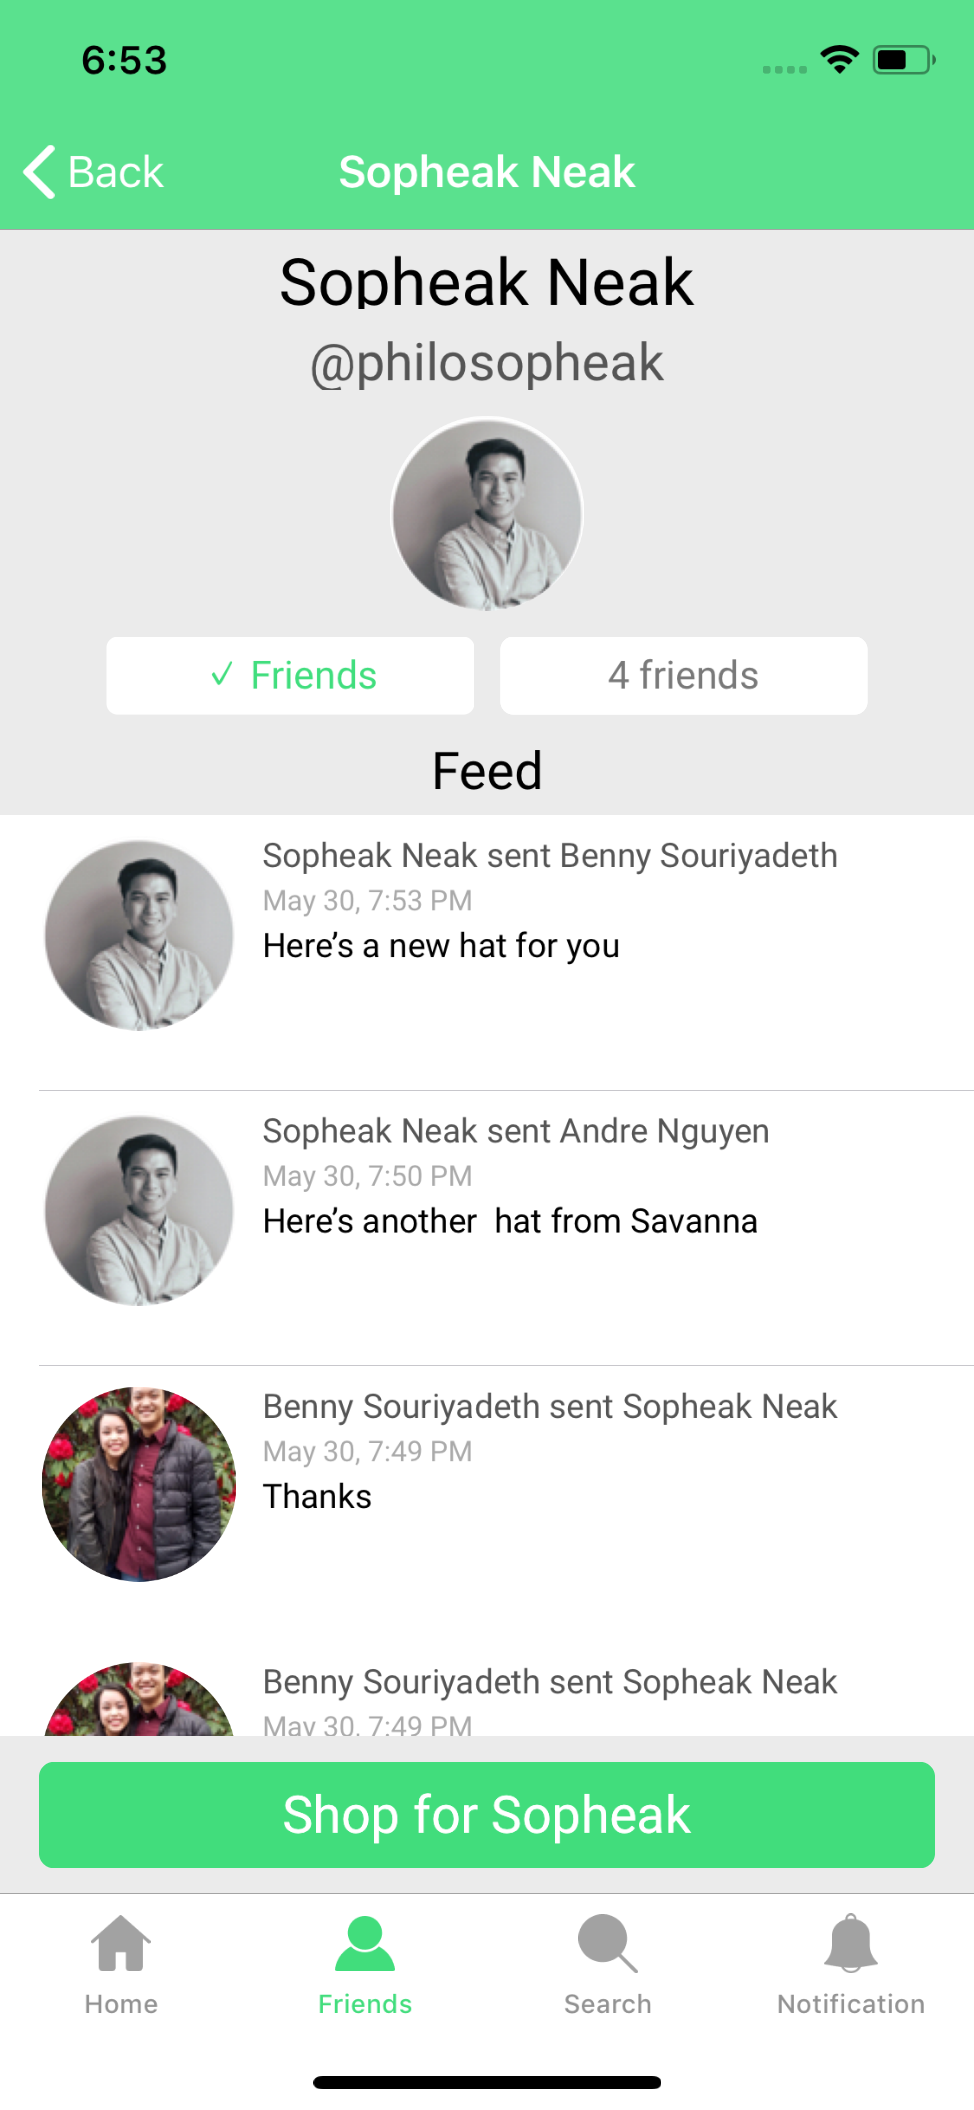 6:53
Back
Sopheak Neak
Sopheak Neak
@philosopheak
✓ Friends
4 friends
Feed
Sopheak Neak sent Benny Souriyadeth
May 30, 7:53 PM
Here’s a new hat for you
Sopheak Neak sent Andre Nguyen
May 30, 7:50 PM
Here’s another  hat from Savanna
Benny Souriyadeth sent Sopheak Neak
May 30, 7:49 PM
Thanks
Benny Souriyadeth sent Sopheak Neak
May 30, 7:49 PM
Shop for Sopheak
Home
Friends
Search
Notification